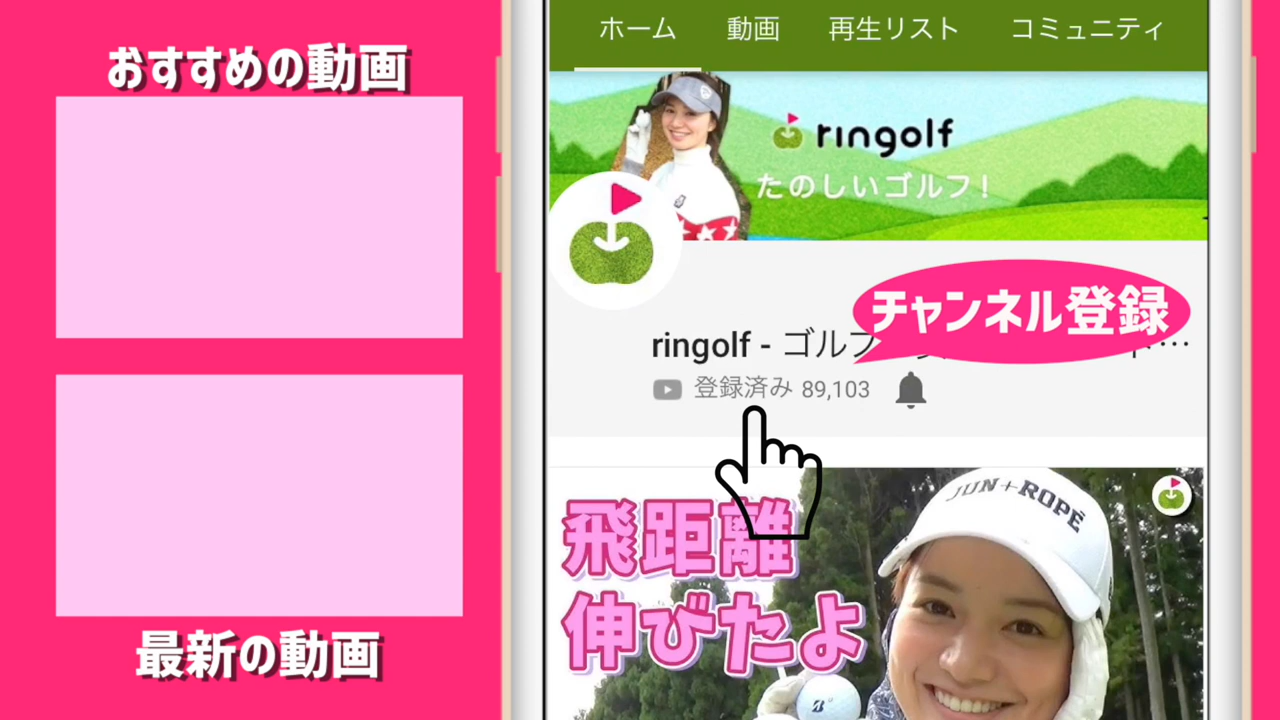 おすすめの動画
最新の動画
ホーム 動画 再生リスト コミュニティ
ringolf
たのしいゴルフ!
チャンネル登録
ringolf - ゴルフ
登録済み 89,103
JUN+ROPÉ
飛距離
伸びたよ
B